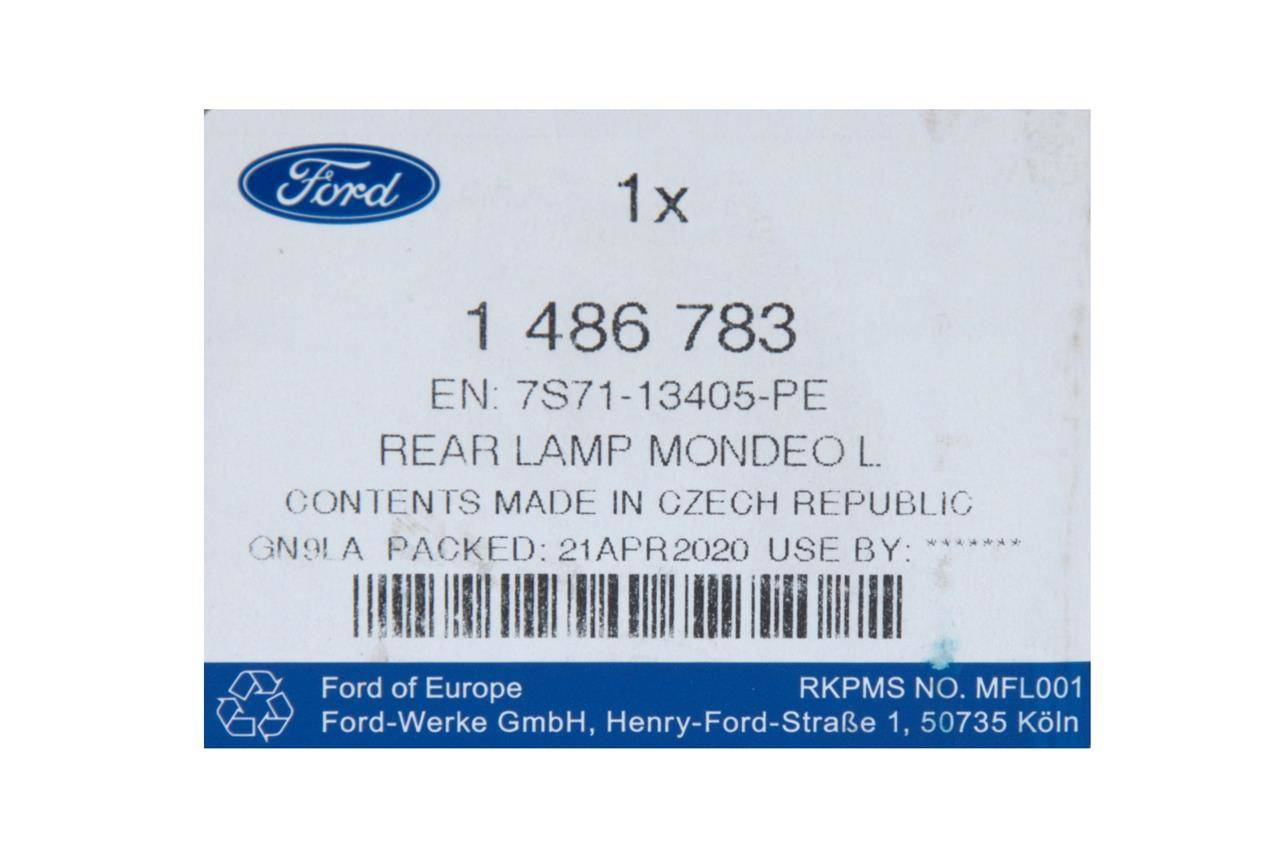 Ford
1x
1 486 783
EN: 7S71-13405-PE
REAR LAMP MONDEO L.
CONTENTS MADE IN CZECH REPUBLIC
GN9LA PACKED: 21APR2020 USE BY: *******
Ford of Europe RKPMS NO. MFL001
Ford-Werke GmbH, Henry-Ford-Straße 1, 50735 Köln